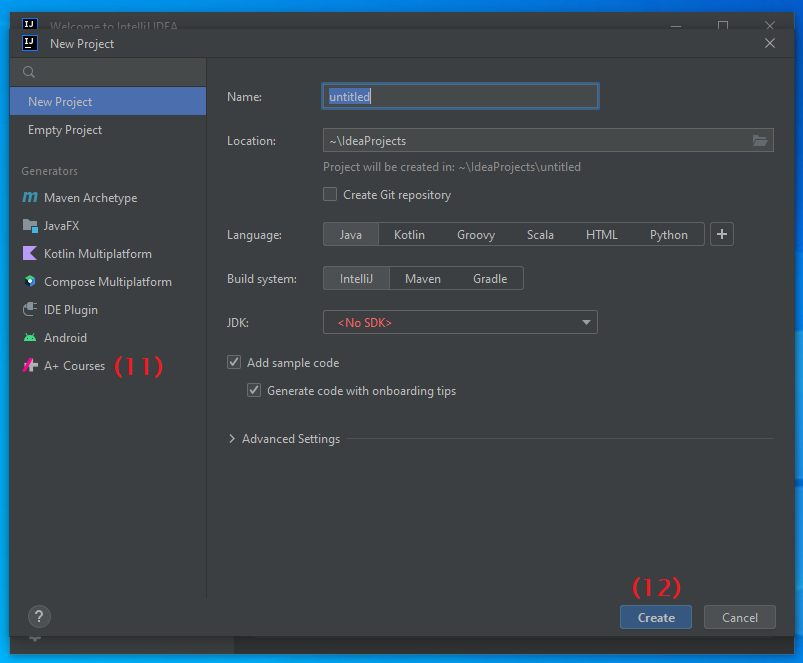 Welcome to IntelliJ IDEA
New Project
New Project
Empty Project
Generators
Maven Archetype
JavaFX
Kotlin Multiplatform
Compose Multiplatform
IDE Plugin
Android
A+ Courses (11)
Name: untitled
Location: ~\IdeaProjects
Project will be created in: ~\IdeaProjects\untitled
Create Git repository
Language: Java Kotlin Groovy Scala HTML Python +
Build system: IntelliJ Maven Gradle
JDK: <No SDK>
Add sample code
Generate code with onboarding tips
Advanced Settings
(12)
? Create Cancel